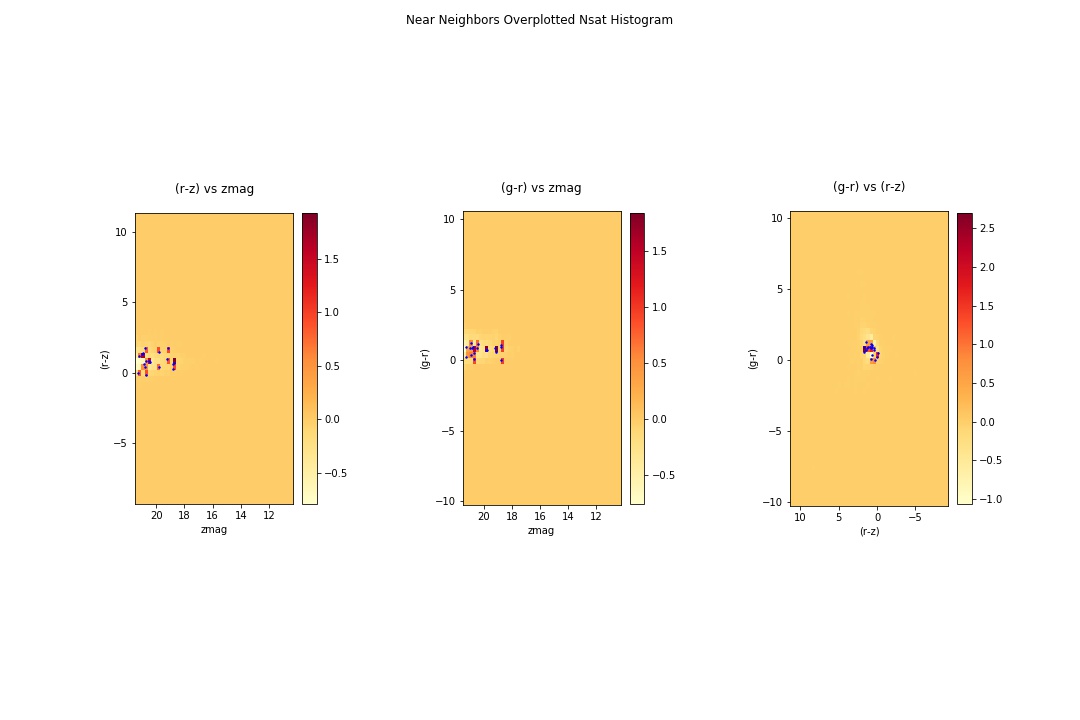 Near Neighbors Overplotted Nsat Histogram
(r-z) vs zmag
(r-z)
10
5
0
−5
20 18 16 14 12
zmag
1.5
1.0
0.5
0.0
−0.5
(g-r) vs zmag
(g-r)
10
5
0
−5
−10
20 18 16 14 12
zmag
1.5
1.0
0.5
0.0
−0.5
(g-r) vs (r-z)
(g-r)
10
5
0
−5
−10
10 5 0 −5
(r-z)
2.5
2.0
1.5
1.0
0.5
0.0
−0.5
−1.0